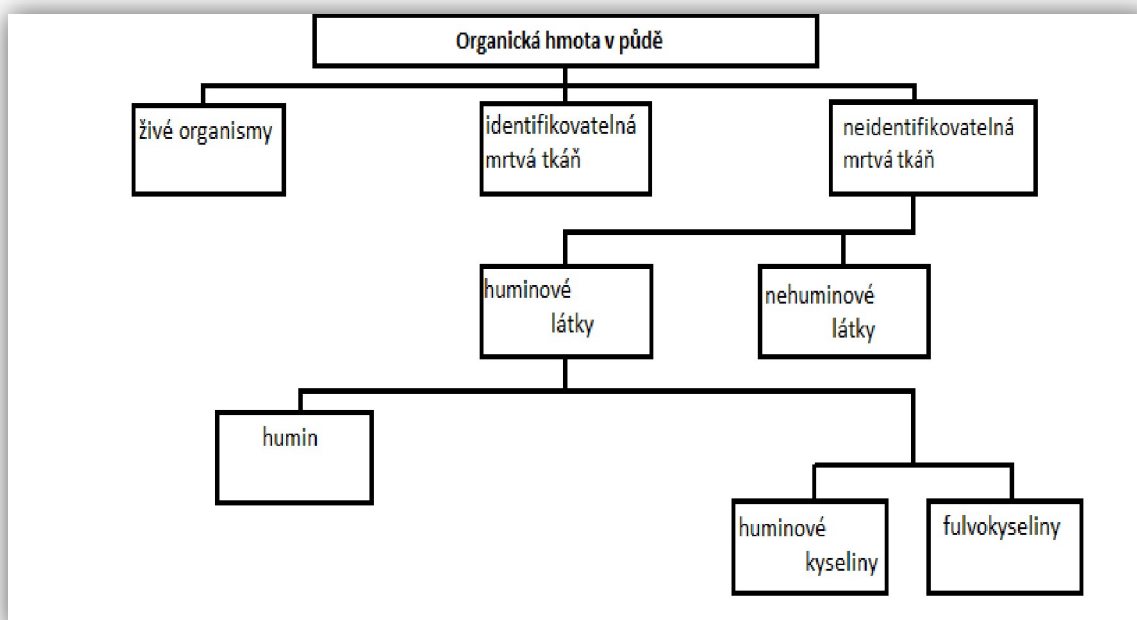 Organická hmota v půdě
živé organismy
identifikovatelná
mrtvá tkáň
neidentifikovatelná
mrtvá tkáň
huminové
látky
nehuminové
látky
humin
huminové
kyseliny
fulvokyseliny